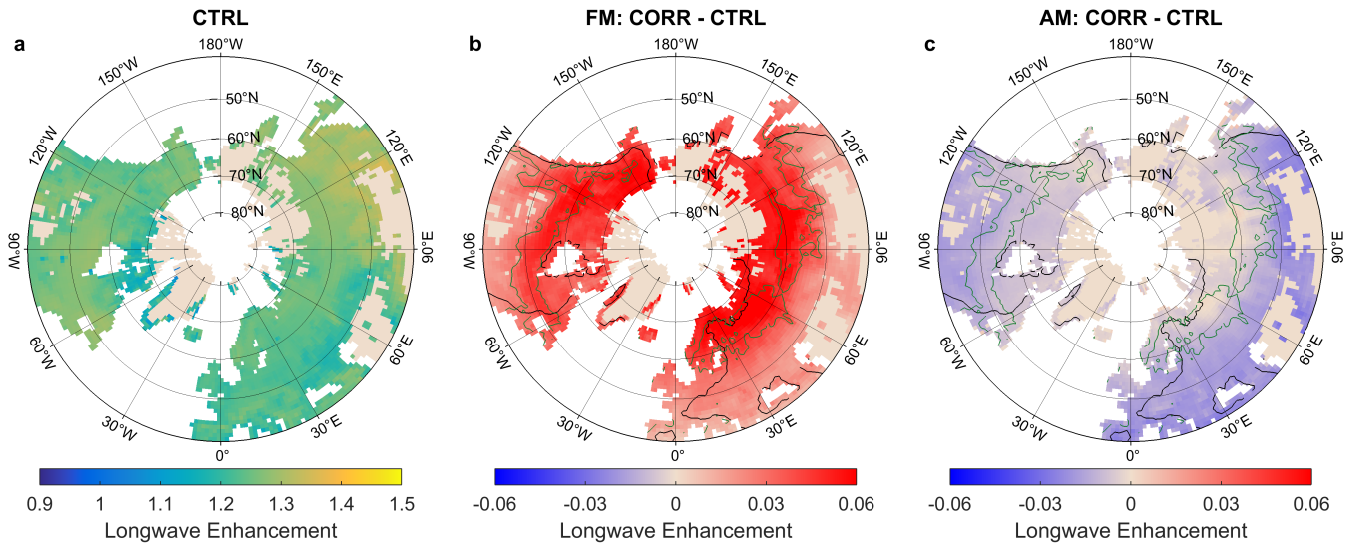 CTRL
FM: CORR - CTRL
AM: CORR - CTRL
a
180°W
150°W
150°E
120°W
120°E
90°W
90°E
60°W
60°E
30°W
30°E
0°
50°N
60°N
70°N
80°N
b
180°W
150°W
150°E
120°W
120°E
90°W
90°E
60°W
60°E
30°W
30°E
0°
50°N
60°N
70°N
80°N
c
180°W
150°W
150°E
120°W
120°E
90°W
90°E
60°W
60°E
30°W
30°E
0°
50°N
60°N
70°N
80°N
0.9 1 1.1 1.2 1.3 1.4 1.5
Longwave Enhancement
-0.06 -0.03 0 0.03 0.06
Longwave Enhancement
-0.06 -0.03 0 0.03 0.06
Longwave Enhancement